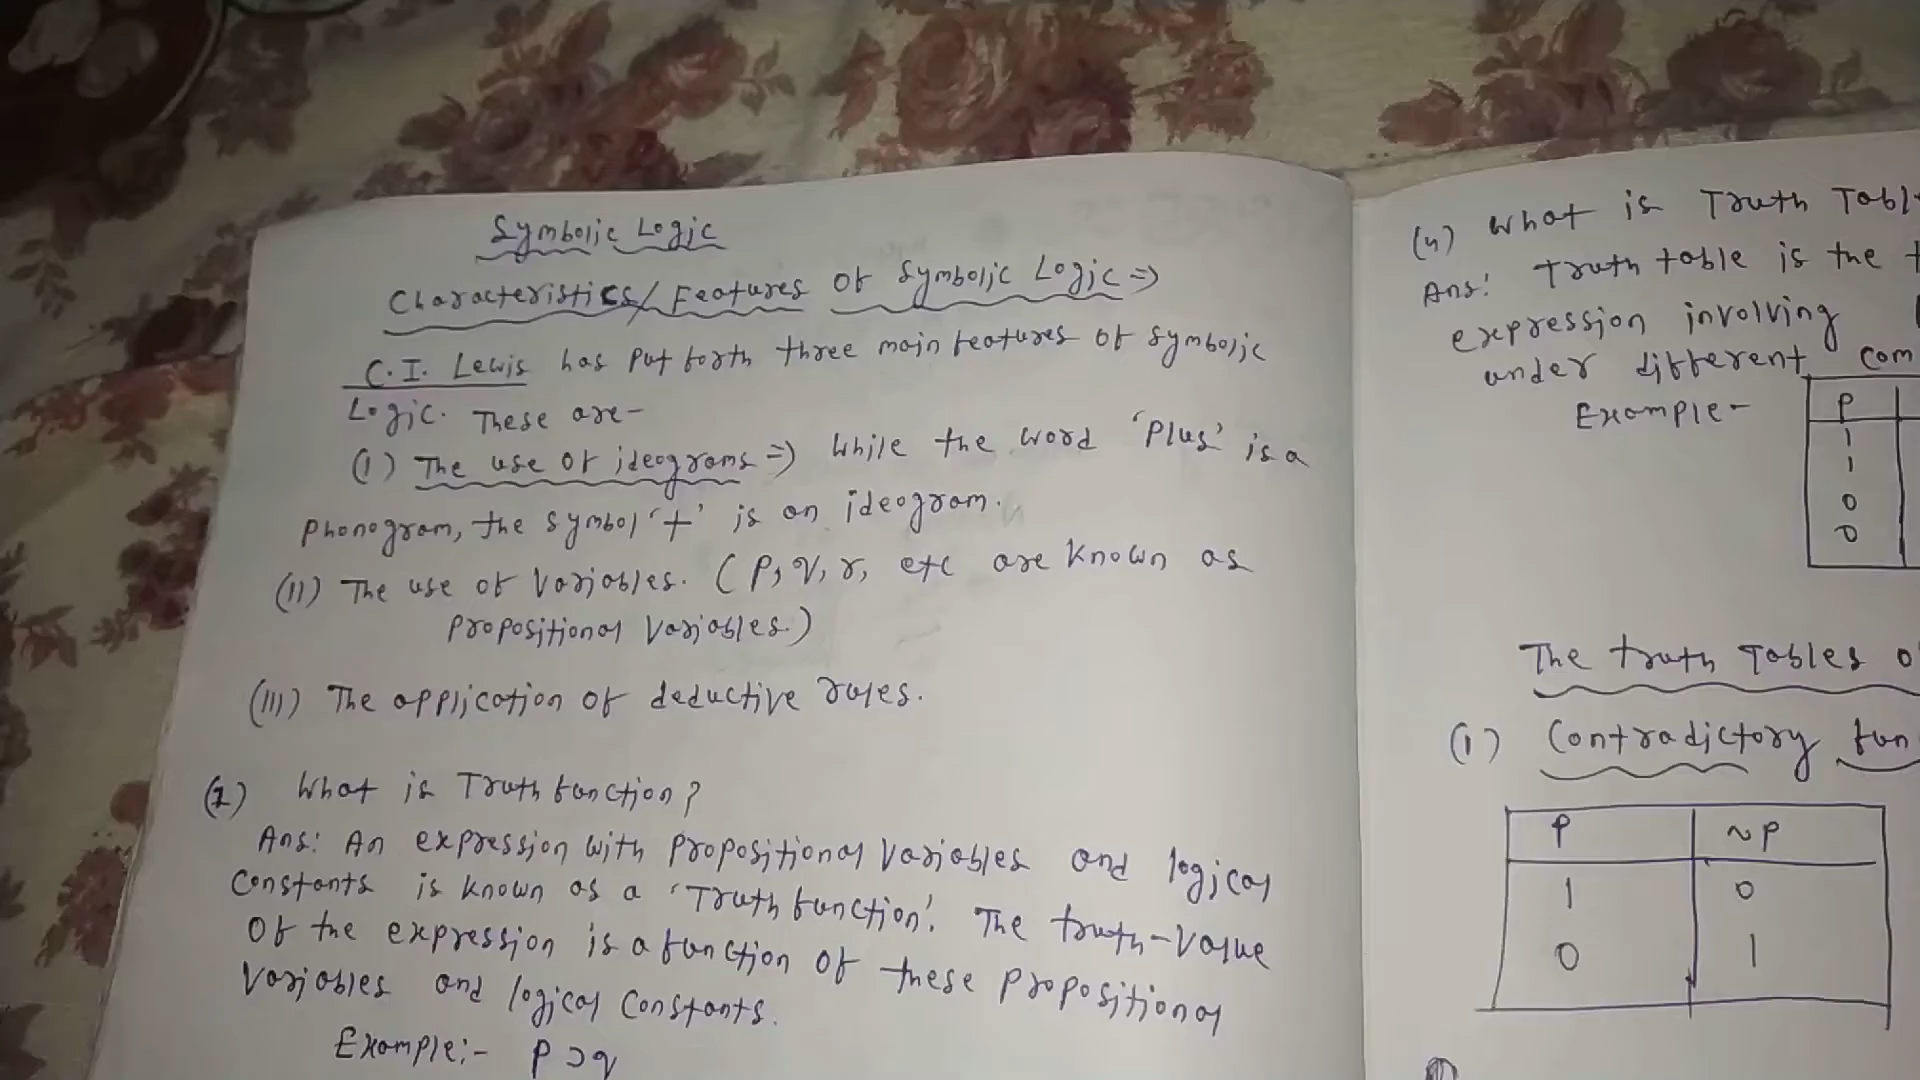 Symbolic Logic
Characteristics/Features of Symbolic Logic =>
C.I. Lewis has put forth three main features of symbolic
Logic. These are-
(I) The use of ideograms => While the word 'Plus' is a
phonogram, the symbol '+' is an ideogram.
(II) The use of variables. (P, q, r, etc are known as
propositional variables.)
(III) The application of deductive rules.
(1) What is Truth function?
Ans: An expression with propositional variables and logical
constants is known as a 'Truth function'. The truth-value
of the expression is a function of these propositional
variables and logical constants.
Example:- P ⊃ q
(4) What is Truth
Ans: Truth table is the
expression involving
under different
Example-
P
1
1
0
0
The truth Tables
(1) Contradictory
P ~P
1 0
0 1